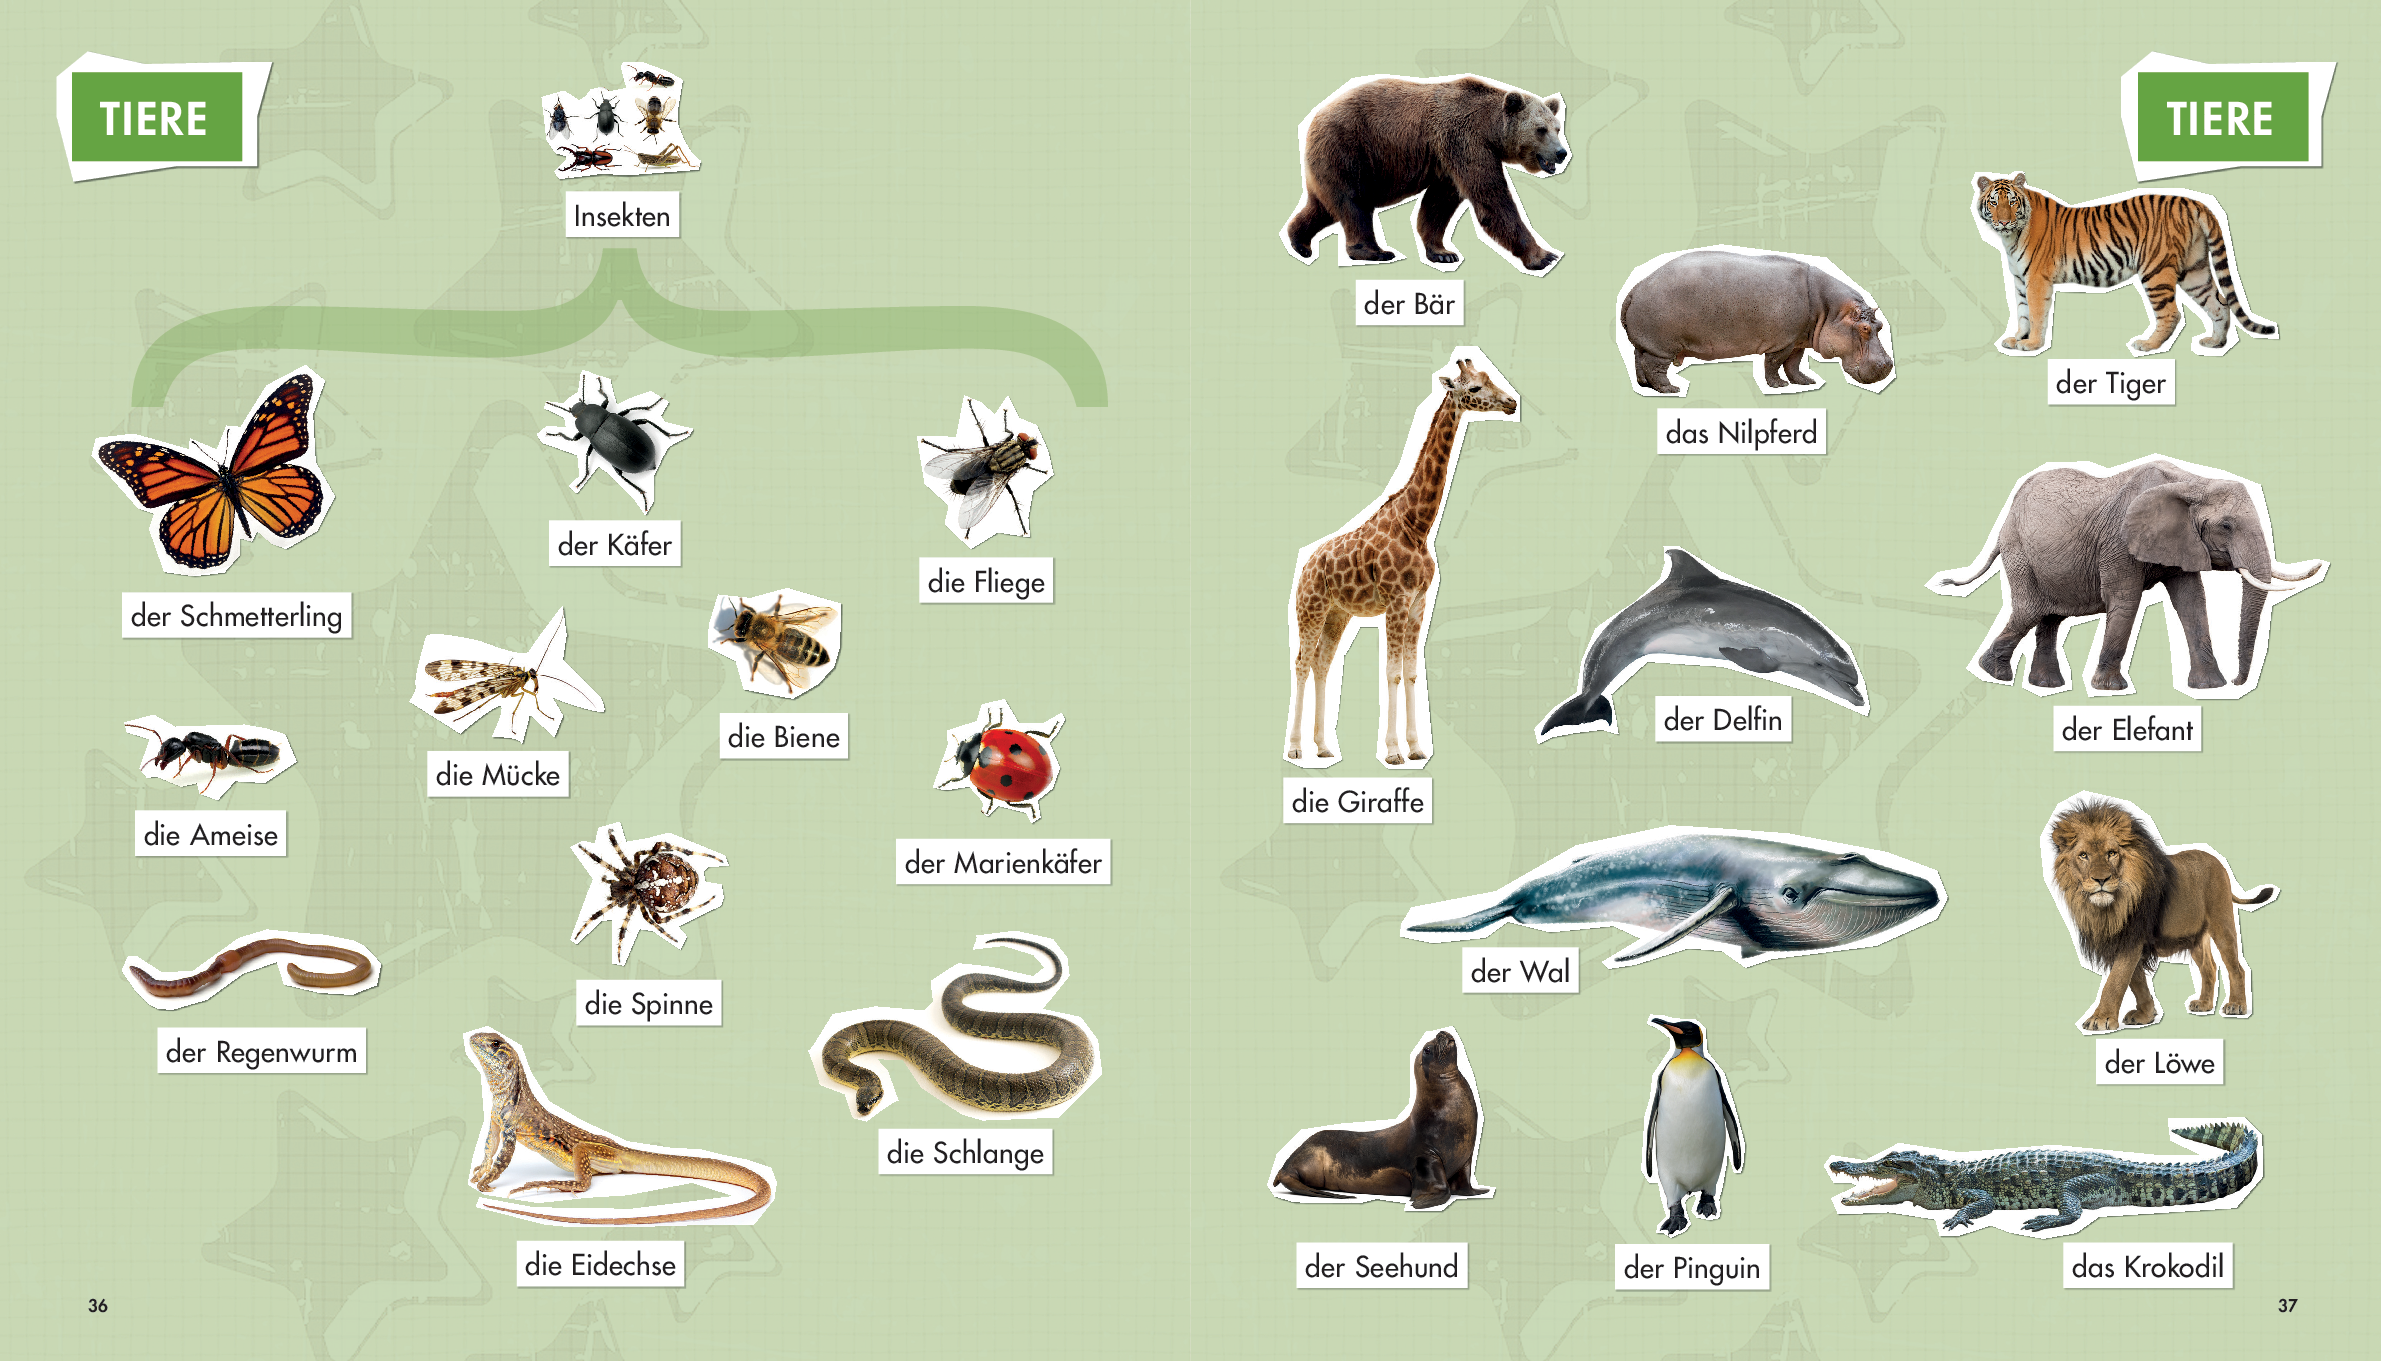 TIERE
Insekten
der Schmetterling
der Käfer
die Fliege
die Ameise
die Mücke
die Biene
der Marienkäfer
der Regenwurm
die Spinne
die Eidechse
die Schlange
36
TIERE
der Bär
das Nilpferd
der Tiger
die Giraffe
der Delfin
der Elefant
der Wal
der Löwe
der Seehund
der Pinguin
das Krokodil
37